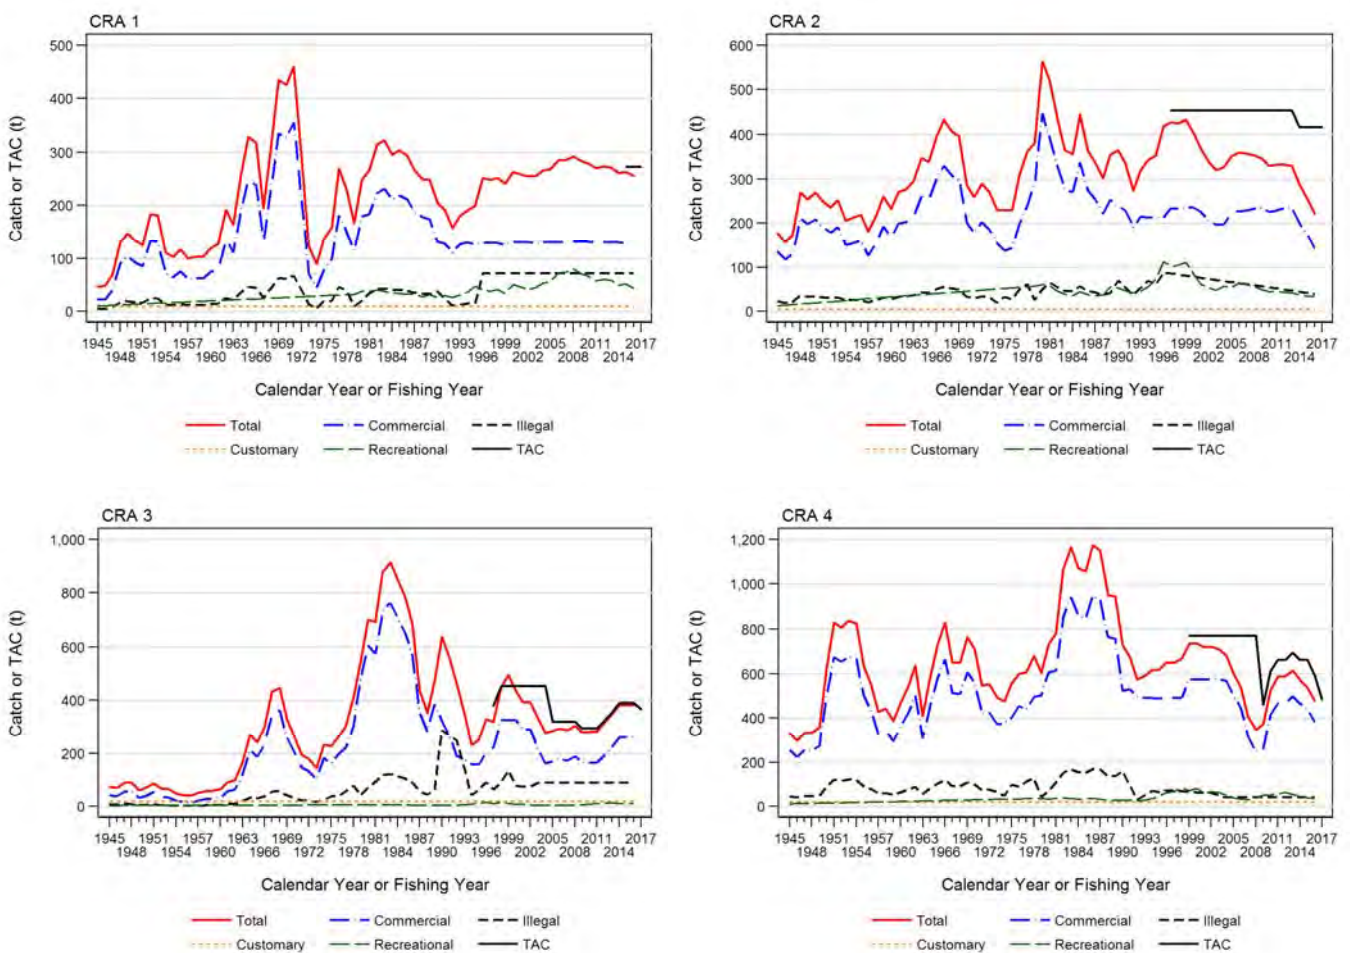 CRA 1
Catch or TAC (t)
500
400
300
200
100
0
1945 1951 1957 1963 1969 1975 1981 1987 1993 1999 2005 2011 2017
1948 1954 1960 1966 1972 1978 1984 1990 1996 2002 2008 2014
Calendar Year or Fishing Year
Total Commercial Illegal
Customary Recreational TAC
CRA 2
Catch or TAC (t)
600
500
400
300
200
100
0
1945 1951 1957 1963 1969 1975 1981 1987 1993 1999 2005 2011 2017
1948 1954 1960 1966 1972 1978 1984 1990 1996 2002 2008 2014
Calendar Year or Fishing Year
Total Commercial Illegal
Customary Recreational TAC
CRA 3
Catch or TAC (t)
1,000
800
600
400
200
0
1945 1951 1957 1963 1969 1975 1981 1987 1993 1999 2005 2011 2017
1948 1954 1960 1966 1972 1978 1984 1990 1996 2002 2008 2014
Calendar Year or Fishing Year
Total Commercial Illegal
Customary Recreational TAC
CRA 4
Catch or TAC (t)
1,200
1,000
800
600
400
200
0
1945 1951 1957 1963 1969 1975 1981 1987 1993 1999 2005 2011 2017
1948 1954 1960 1966 1972 1978 1984 1990 1996 2002 2008 2014
Calendar Year or Fishing Year
Total Commercial Illegal
Customary Recreational TAC